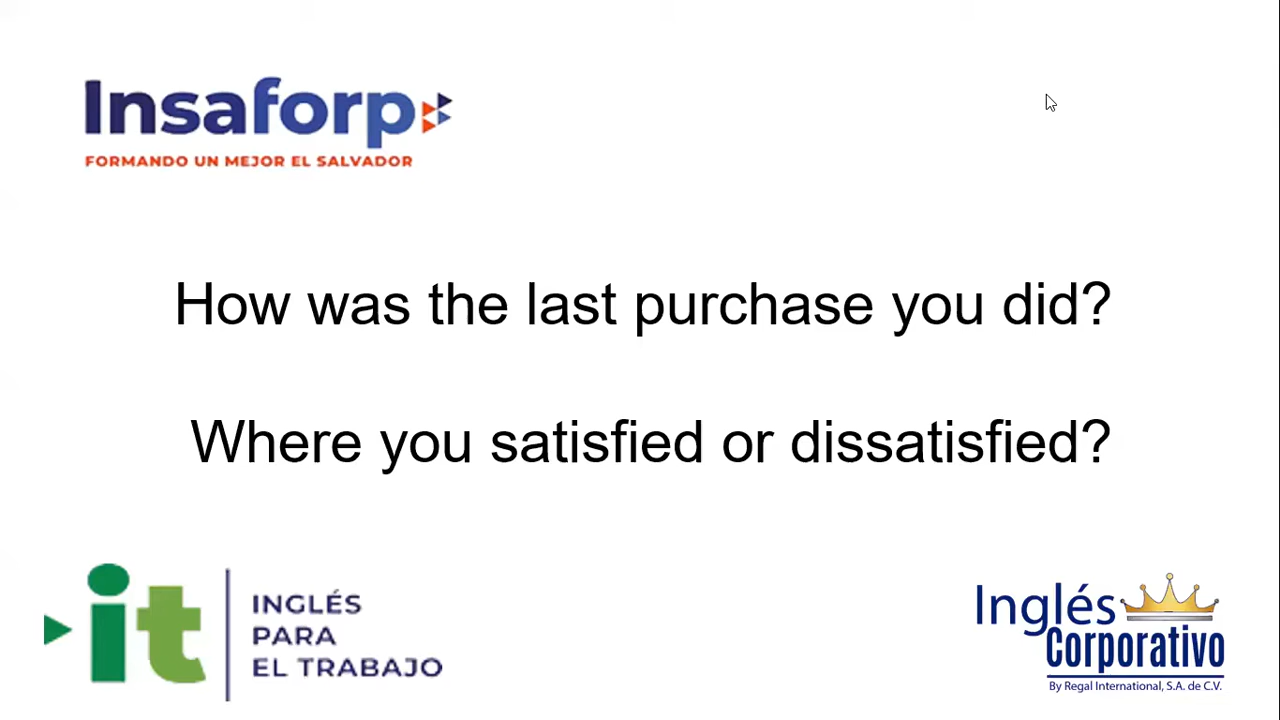 Insaforp
FORMANDO UN MEJOR EL SALVADOR
How was the last purchase you did?
Where you satisfied or dissatisfied?
it
INGLÉS
PARA
EL TRABAJO
Inglés
Corporativo
By Regal International, S.A. de C.V.